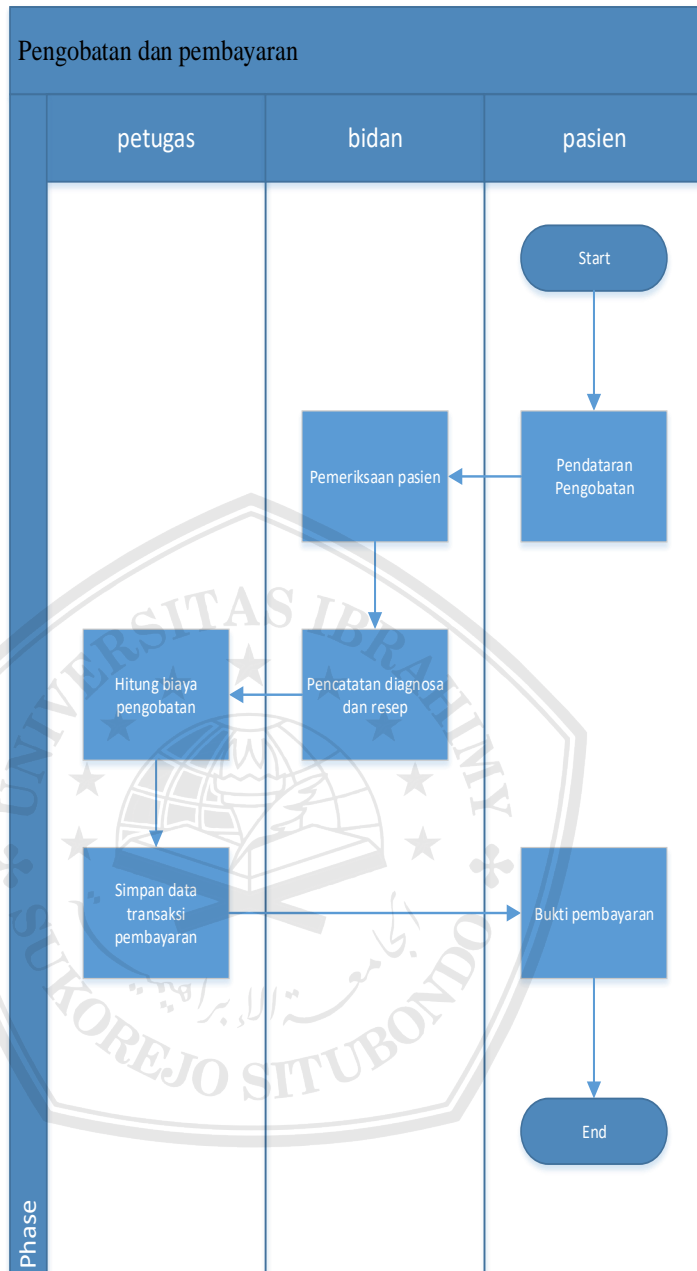 Pengobatan dan pembayaran
petugas
bidan
pasien
Start
Pendataran
Pengobatan
Pemeriksaan pasien
Pencatatan diagnosa
dan resep
Hitung biaya
pengobatan
Simpan data
transaksi
pembayaran
Bukti pembayaran
End
Phase
UNIVERSITAS IBRAHIMY
SUKOREJO SITUBONDO